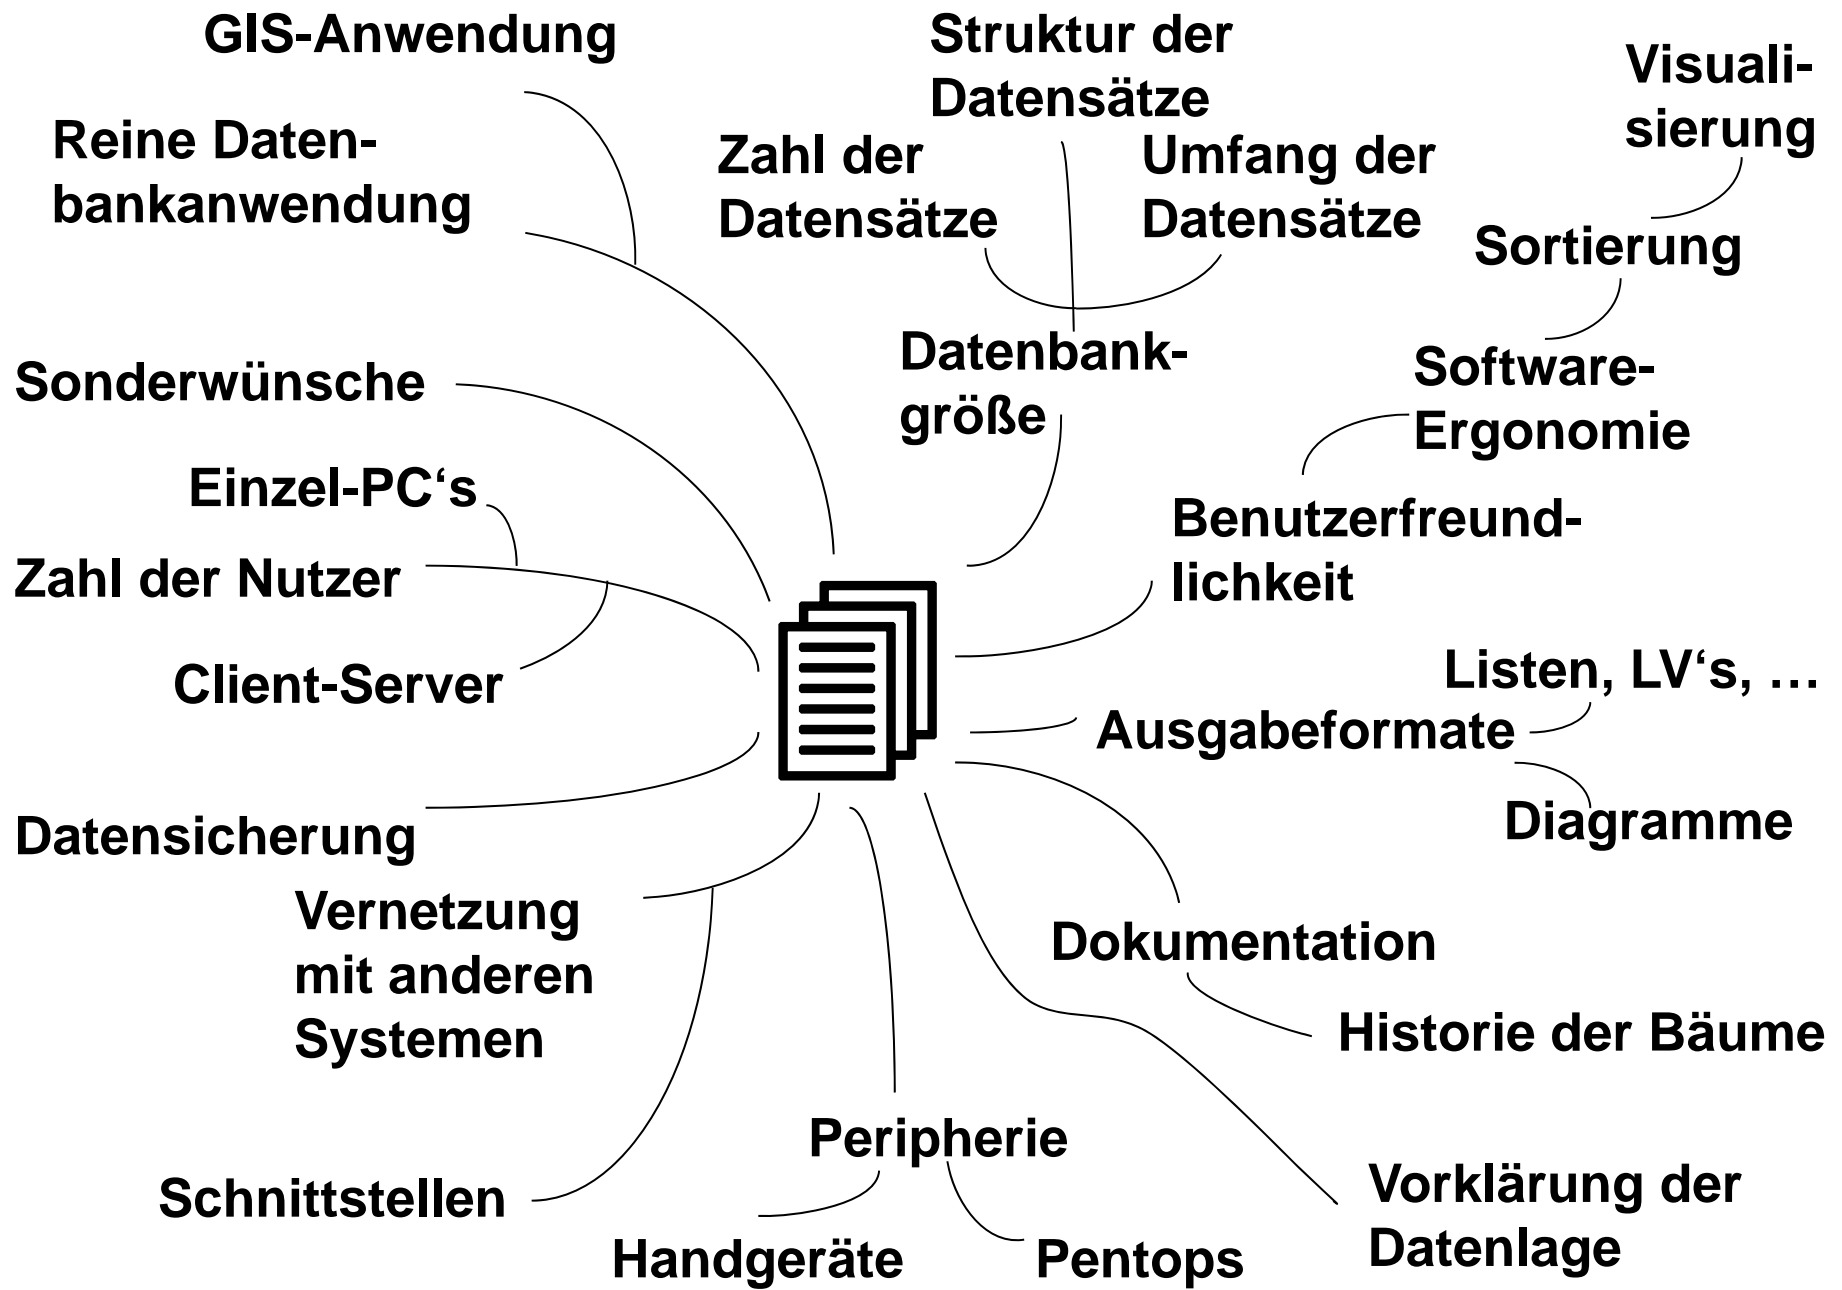 GIS-Anwendung
Reine Daten-
bankanwendung
Struktur der
Datensätze
Zahl der
Datensätze
Umfang der
Datensätze
Visuali-
sierung
Sortierung
Sonderwünsche
Datenbank-
größe
Software-
Ergonomie
Einzel-PC‘s
Zahl der Nutzer
Client-Server
Benutzerfreund-
lichkeit
Listen, LV‘s, …
Ausgabeformate
Diagramme
Datensicherung
Vernetzung
mit anderen
Systemen
Dokumentation
Historie der Bäume
Peripherie
Schnittstellen
Handgeräte
Pentops
Vorklärung der
Datenlage